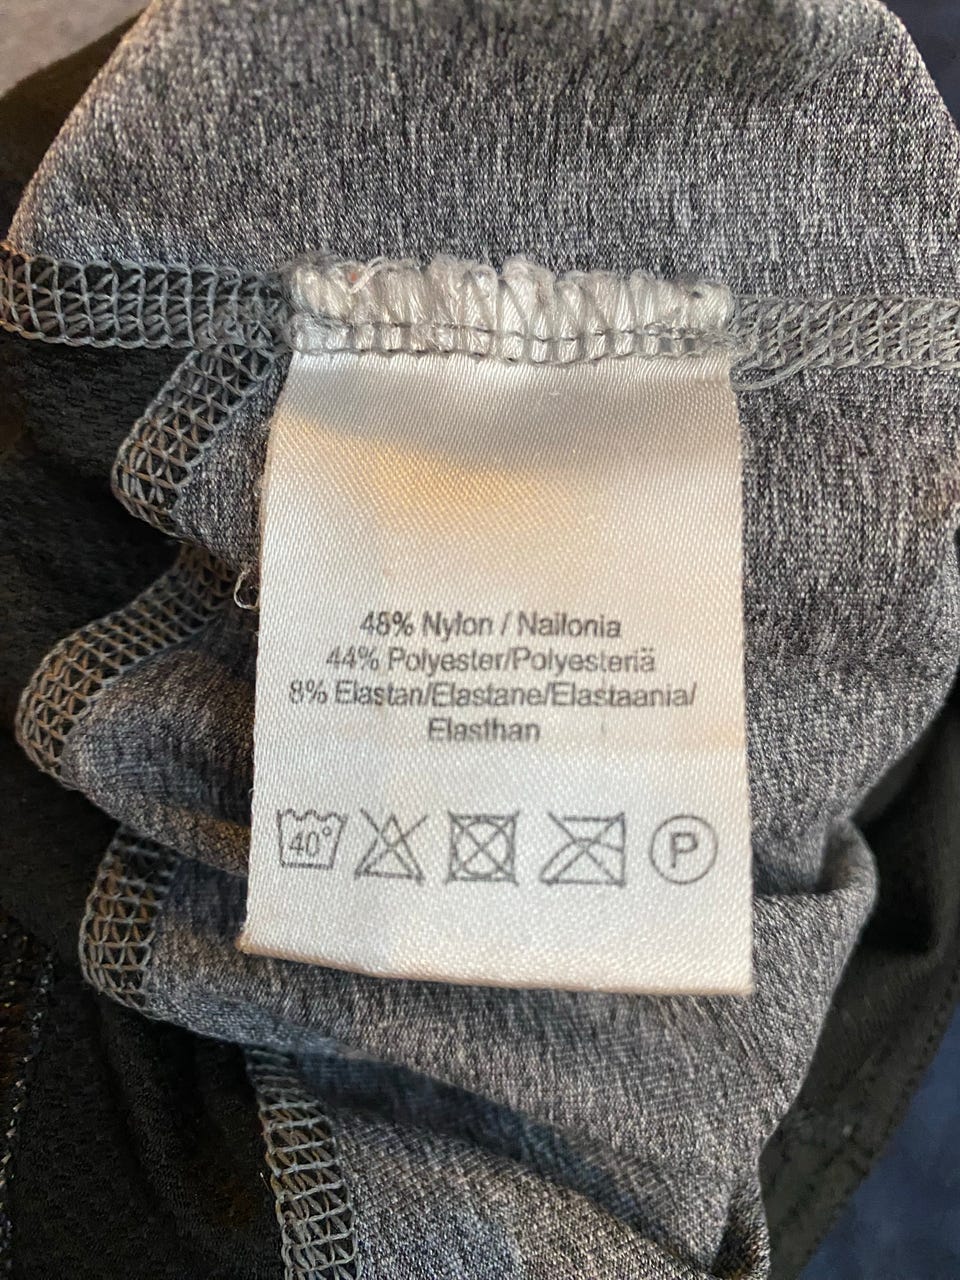 48% Nylon / Nailonia
44% Polyester/Polyesteriä
8% Elastan/Elastane/Elastaania/
Elasthan
40°
P